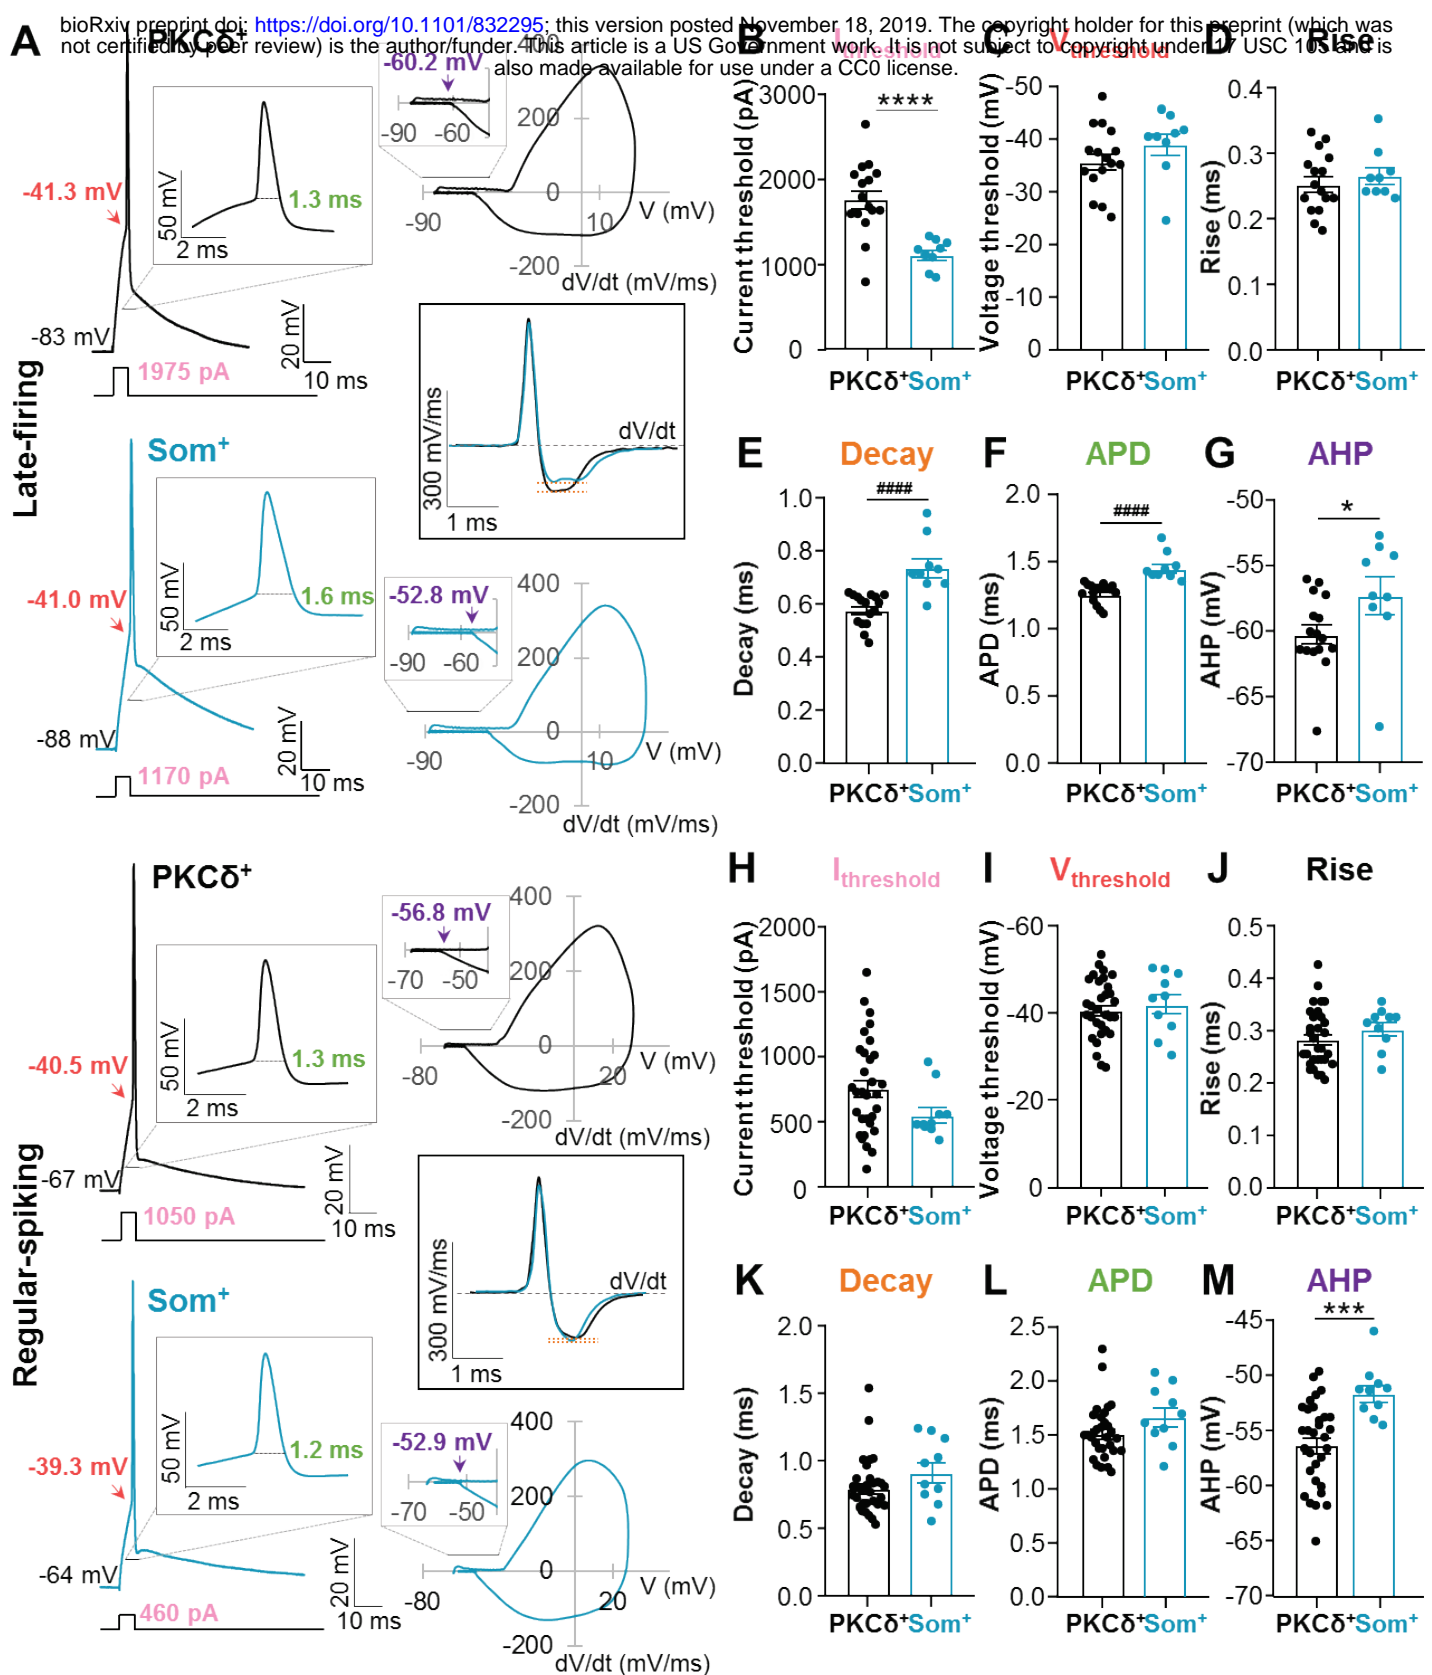 bioRxiv preprint doi: https://doi.org/10.1101/832295; this version posted November 18, 2019. The copyright holder for this preprint (which was
not certified by peer review) is the author/funder. This article is a US Government work. It is not subject to copyright under 17 USC 105 and is
also made available for use under a CC0 license.
A
Late-firing
PKCδ+
-41.3 mV
-83 mV
1975 pA
50 mV
2 ms
1.3 ms
20 mV
10 ms
-60.2 mV
-90 -60
400
200
0
-200
-90
10
V (mV)
dV/dt (mV/ms)
300 mV/ms
1 ms
dV/dt
Som+
-41.0 mV
-88 mV
1170 pA
50 mV
2 ms
1.6 ms
20 mV
10 ms
-52.8 mV
-90 -60
400
200
0
-200
-90
10
V (mV)
dV/dt (mV/ms)
Regular-spiking
PKCδ+
-40.5 mV
-67 mV
1050 pA
50 mV
2 ms
1.3 ms
20 mV
10 ms
-56.8 mV
-70 -50
400
200
0
-200
-80
20
V (mV)
dV/dt (mV/ms)
300 mV/ms
1 ms
dV/dt
Som+
-39.3 mV
-64 mV
460 pA
50 mV
2 ms
1.2 ms
20 mV
10 ms
-52.9 mV
-70 -50
400
200
0
-200
-80
20
V (mV)
dV/dt (mV/ms)
B
Ithreshold
Current threshold (pA)
3000
2000
1000
0
****
PKCδ+ Som+
C
Vthreshold
Voltage threshold (mV)
-50
-40
-30
-20
-10
0
PKCδ+ Som+
D
Rise
Rise (ms)
0.4
0.3
0.2
0.1
0.0
PKCδ+ Som+
E
Decay
Decay (ms)
1.0
0.8
0.6
0.4
0.2
0.0
####
PKCδ+ Som+
F
APD
APD (ms)
2.0
1.5
1.0
0.5
0.0
####
PKCδ+ Som+
G
AHP
AHP (mV)
-50
-55
-60
-65
-70
*
PKCδ+ Som+
H
Ithreshold
Current threshold (pA)
2000
1500
1000
500
0
PKCδ+ Som+
I
Vthreshold
Voltage threshold (mV)
-60
-40
-20
0
PKCδ+ Som+
J
Rise
Rise (ms)
0.5
0.4
0.3
0.2
0.1
0.0
PKCδ+ Som+
K
Decay
Decay (ms)
2.0
1.5
1.0
0.5
0.0
PKCδ+ Som+
L
APD
APD (ms)
2.5
2.0
1.5
1.0
0.5
0.0
PKCδ+ Som+
M
AHP
AHP (mV)
-45
-50
-55
-60
-65
-70
***
PKCδ+ Som+